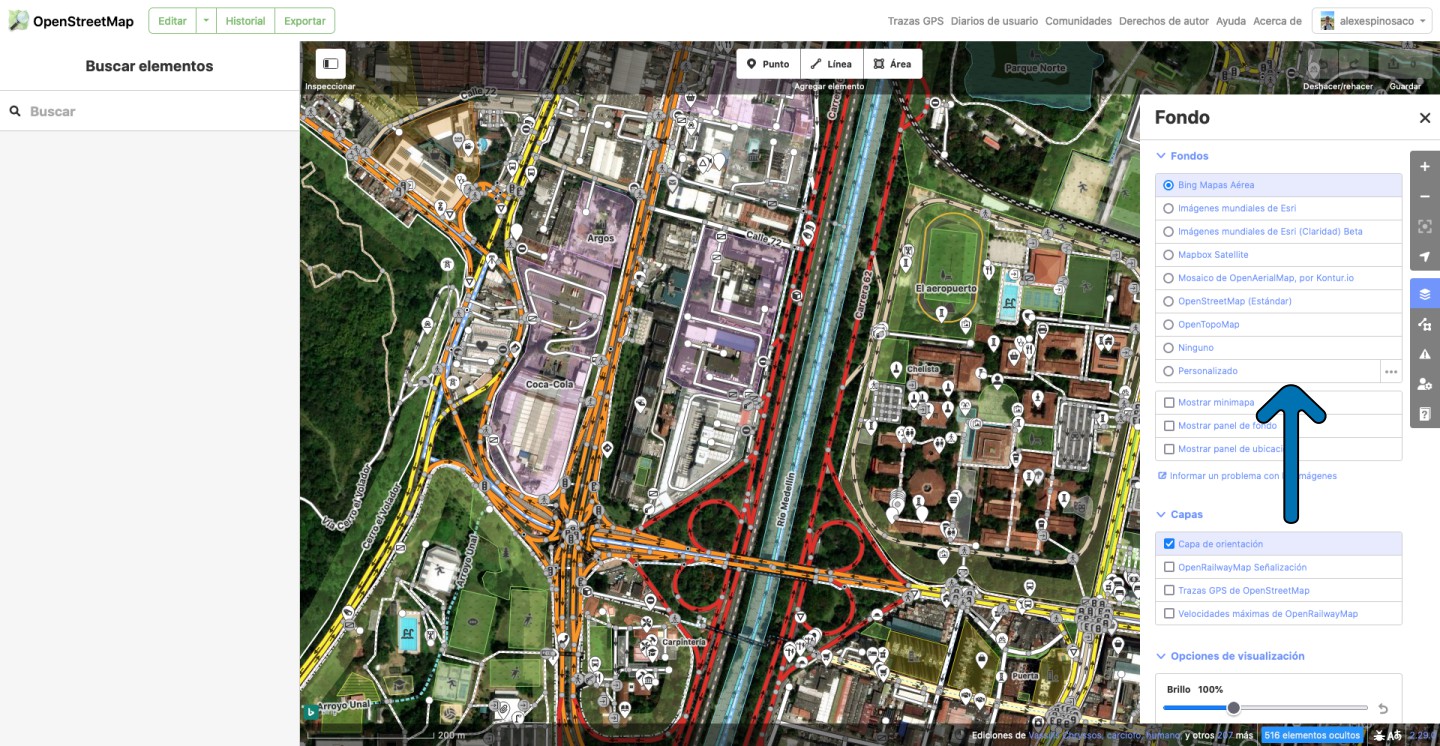 OpenStreetMap
Editar
Historial
Exportar
Trazas GPS
Diarios de usuario
Comunidades
Derechos de autor
Ayuda
Acerca de
alexespinosaco
Buscar elementos
Buscar
Inspeccionar
Punto
Línea
Área
Agregar elemento
Deshacer/rehacer
Guardar
Parque Norte
Calle 72
Argos
Calle 72
Carrera 62
El aeropuerto
Chelista
Coca-Cola
Vía Cerro el Volador
Cerro el Volador
Arroyo Unal
Río Medellín
Carpintería
Puerta
Arroyo Unal
200 m
Fondo
Fondos
Bing Mapas Aérea
Imágenes mundiales de Esri
Imágenes mundiales de Esri (Claridad) Beta
Mapbox Satellite
Mosaico de OpenAerialMap, por Kontur.io
OpenStreetMap (Estándar)
OpenTopoMap
Ninguno
Personalizado
Mostrar minimapa
Mostrar panel de fondo
Mostrar panel de ubicaci
Informar un problema con l mágenes
Capas
Capa de orientación
OpenRailwayMap Señalización
Trazas GPS de OpenStreetMap
Velocidades máximas de OpenRailwayMap
Opciones de visualización
Brillo 100%
Ediciones de carciofo, humano y otros 207 más
516 elementos ocultos
2.29.0